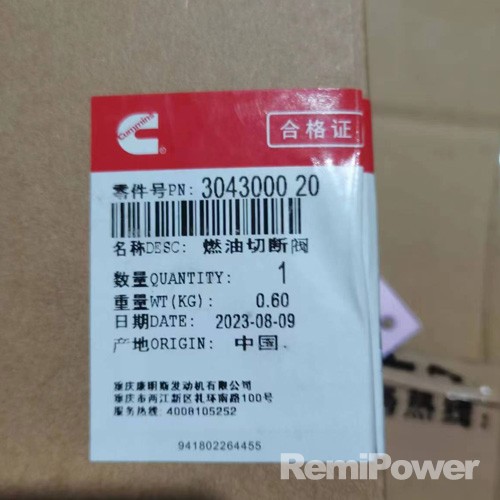 Cummins
合格证
零件号PN: 3043000 20
名称DESC: 燃油切断阀
数量QUANTITY: 1
重量WT(KG): 0.60
日期DATE: 2023-08-09
产地ORIGIN: 中国
重庆康明斯发动机有限公司
重庆市两江新区礼环南路100号
服务热线: 4008105252
941802264455
RemiPower